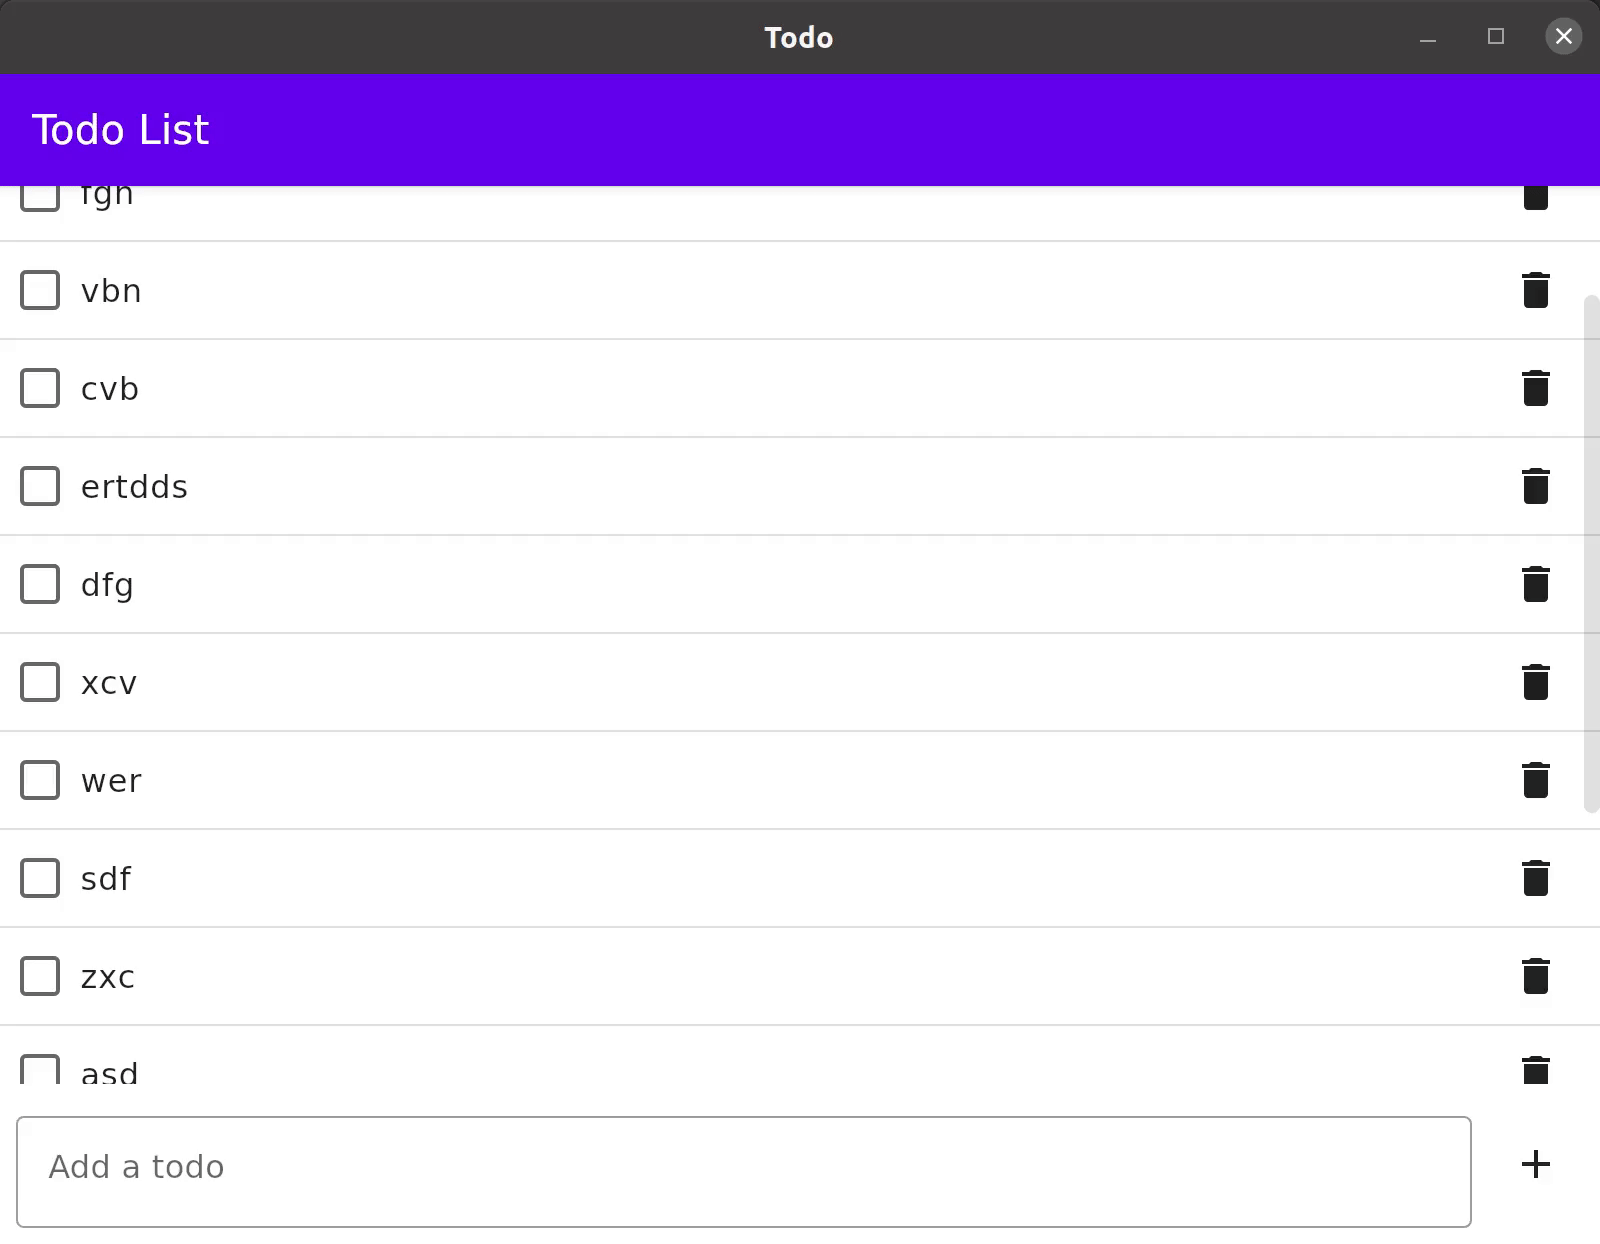 Todo
Todo List
fgh
vbn
cvb
ertdds
dfg
xcv
wer
sdf
zxc
asd
Add a todo